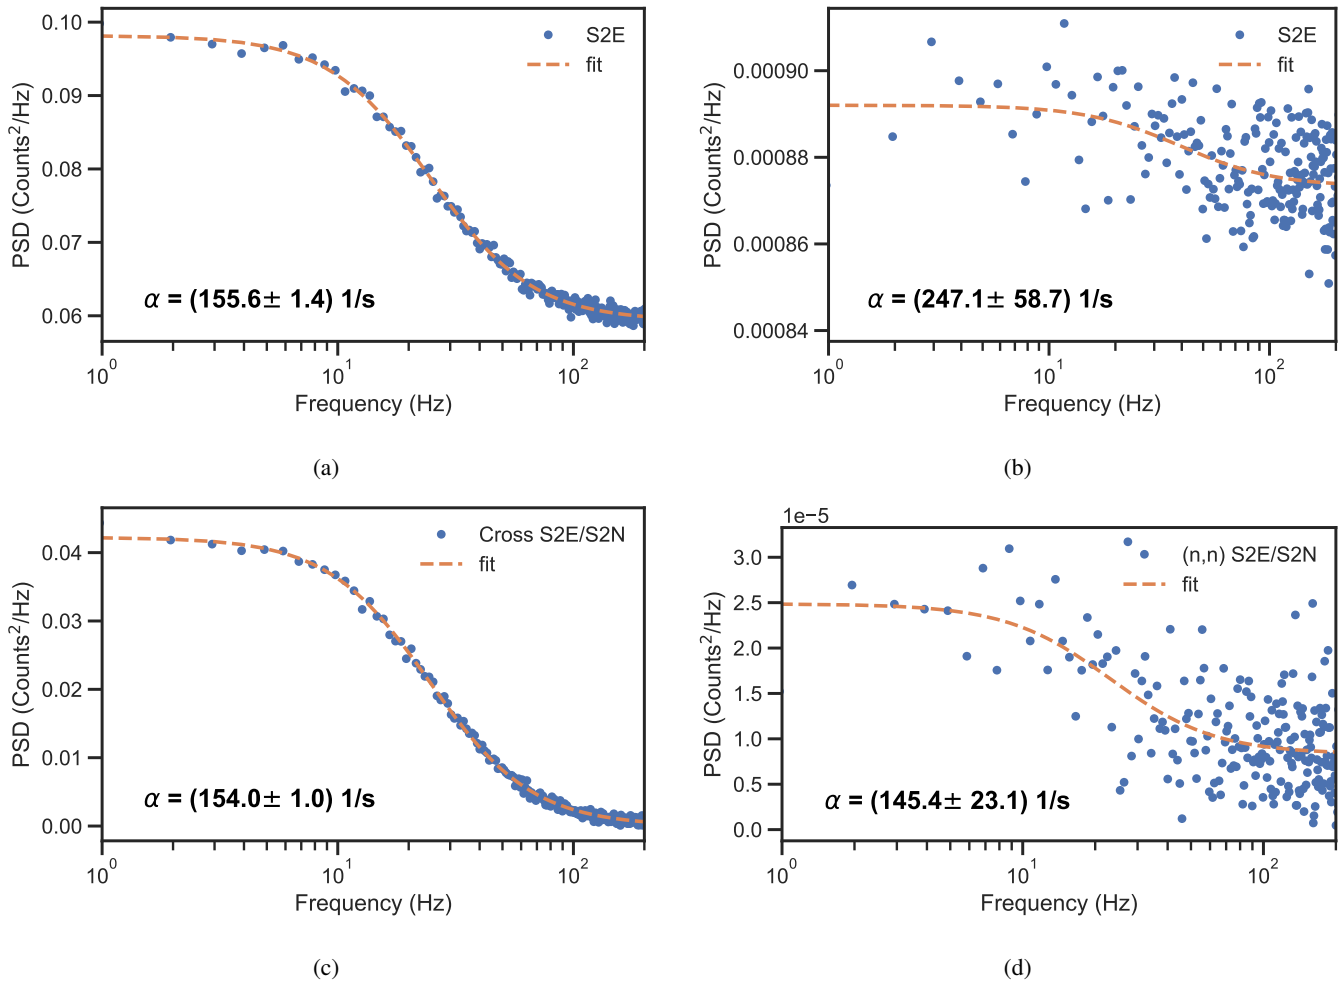 0.10
0.09
0.08
0.07
0.06
PSD (Counts²/Hz)
S2E
fit
α = (155.6± 1.4) 1/s
10⁰
10¹
10²
Frequency (Hz)
(a)
0.00090
0.00088
0.00086
0.00084
PSD (Counts²/Hz)
S2E
fit
α = (247.1± 58.7) 1/s
10⁰
10¹
10²
Frequency (Hz)
(b)
0.04
0.03
0.02
0.01
0.00
PSD (Counts²/Hz)
Cross S2E/S2N
fit
α = (154.0± 1.0) 1/s
10⁰
10¹
10²
Frequency (Hz)
(c)
1e−5
3.0
2.5
2.0
1.5
1.0
0.5
0.0
PSD (Counts²/Hz)
(n,n) S2E/S2N
fit
α = (145.4± 23.1) 1/s
10⁰
10¹
10²
Frequency (Hz)
(d)